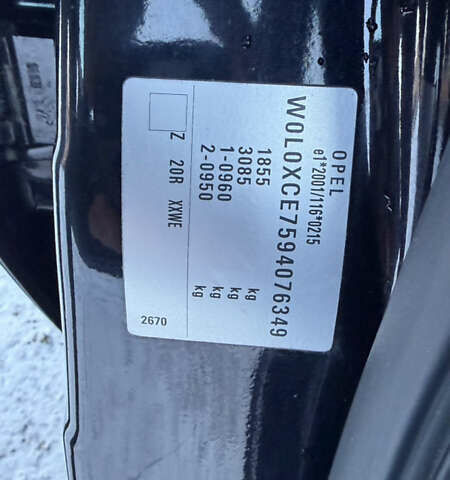 OPEL
e1*2001/116*0215
W0L0XCE7594076349
1855 kg
3085 kg
1-0960 kg
2-0950 kg
Z 20R XXWE
2670